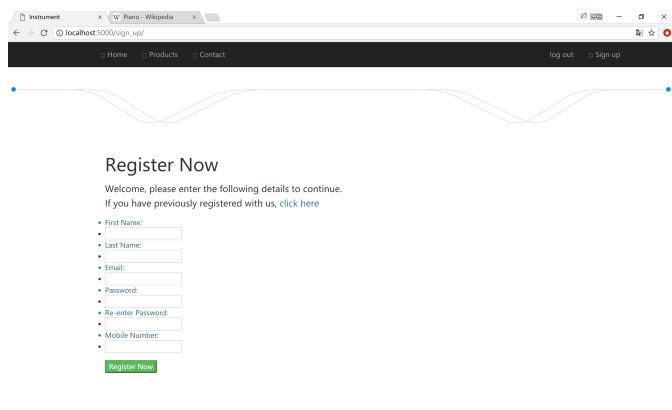 Instrument
Piano - Wikipedia
localhost:5000/sign_up/
Home Products Contact log out Sign up
Register Now
Welcome, please enter the following details to continue.
If you have previously registered with us, click here
First Name:
Last Name:
Email:
Password:
Re-enter Password:
Mobile Number:
Register Now